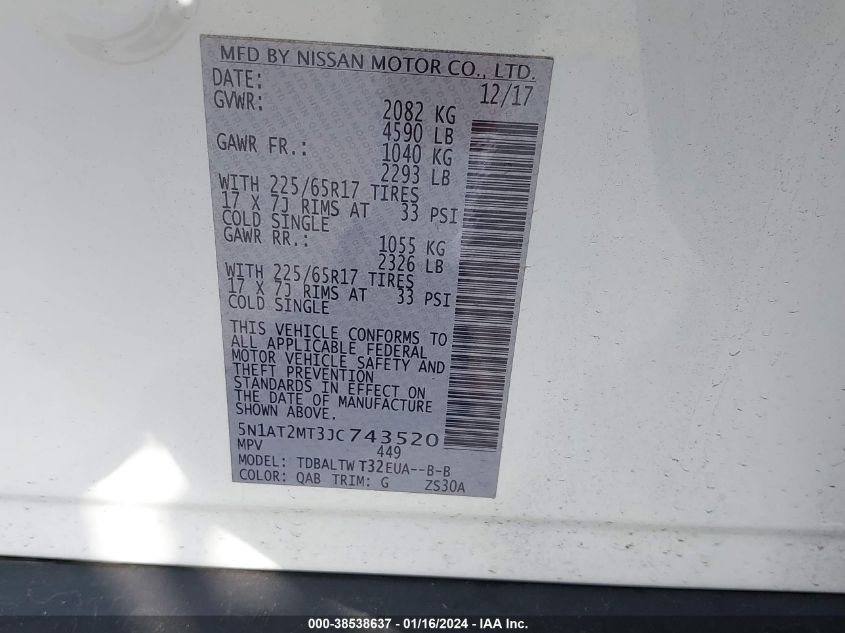 MFD BY NISSAN MOTOR CO., LTD.
DATE: 12/17
GVWR: 2082 KG
4590 LB
GAWR FR.: 1040 KG
2293 LB
WITH 225/65R17 TIRES
17 X 7J RIMS AT 33 PSI
COLD SINGLE
GAWR RR.: 1055 KG
2326 LB
WITH 225/65R17 TIRES
17 X 7J RIMS AT 33 PSI
COLD SINGLE
THIS VEHICLE CONFORMS TO
ALL APPLICABLE FEDERAL
MOTOR VEHICLE SAFETY AND
THEFT PREVENTION
STANDARDS IN EFFECT ON
THE DATE OF MANUFACTURE
SHOWN ABOVE.
5N1AT2MT3JC743520
MPV 449
MODEL: TDBALTW T32EUA--B-B
COLOR: QAB TRIM: G ZS30A
000-38538637 - 01/16/2024 - IAA Inc.